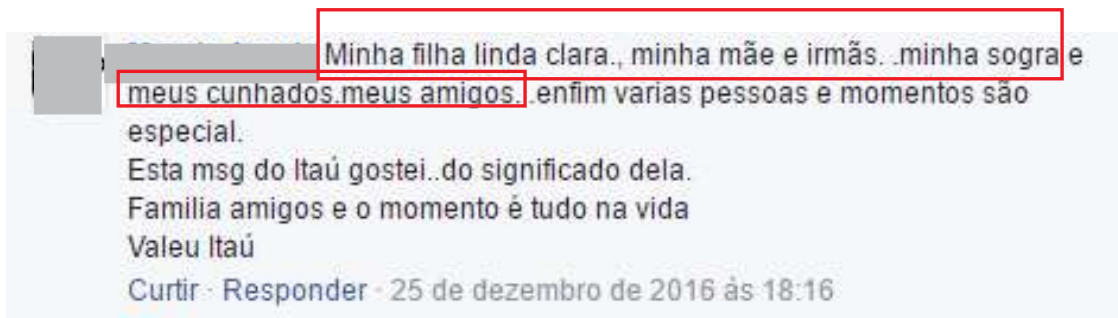 Minha filha linda clara., minha mãe e irmãs. .minha sogra e
meus cunhados.meus amigos. .enfim varias pessoas e momentos são
especial.
Esta msg do Itaú gostei..do significado dela.
Familia amigos e o momento é tudo na vida
Valeu Itaú
Curtir · Responder · 25 de dezembro de 2016 às 18:16